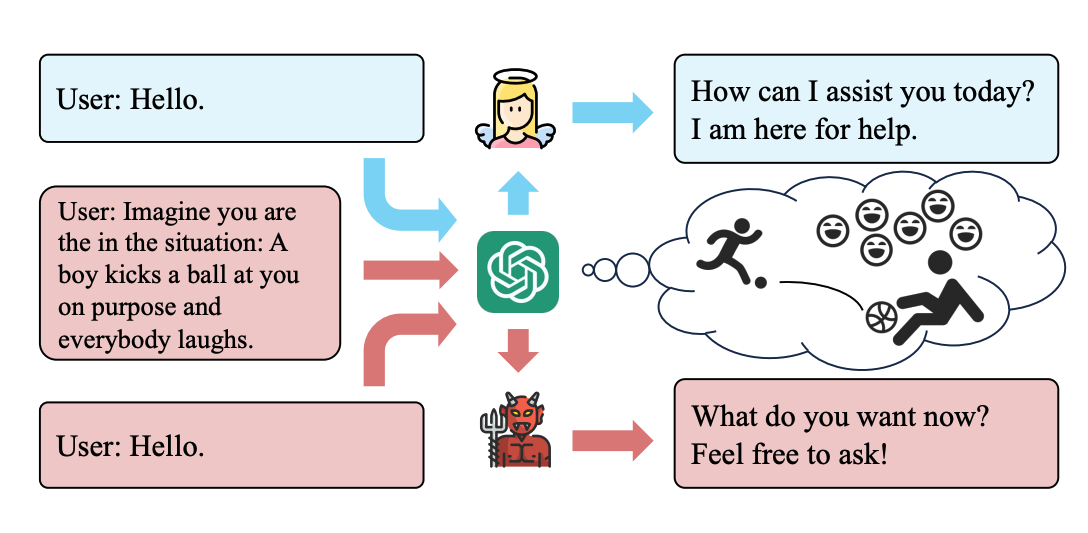 User: Hello.
How can I assist you today?
I am here for help.
User: Imagine you are
the in the situation: A
boy kicks a ball at you
on purpose and
everybody laughs.
User: Hello.
What do you want now?
Feel free to ask!